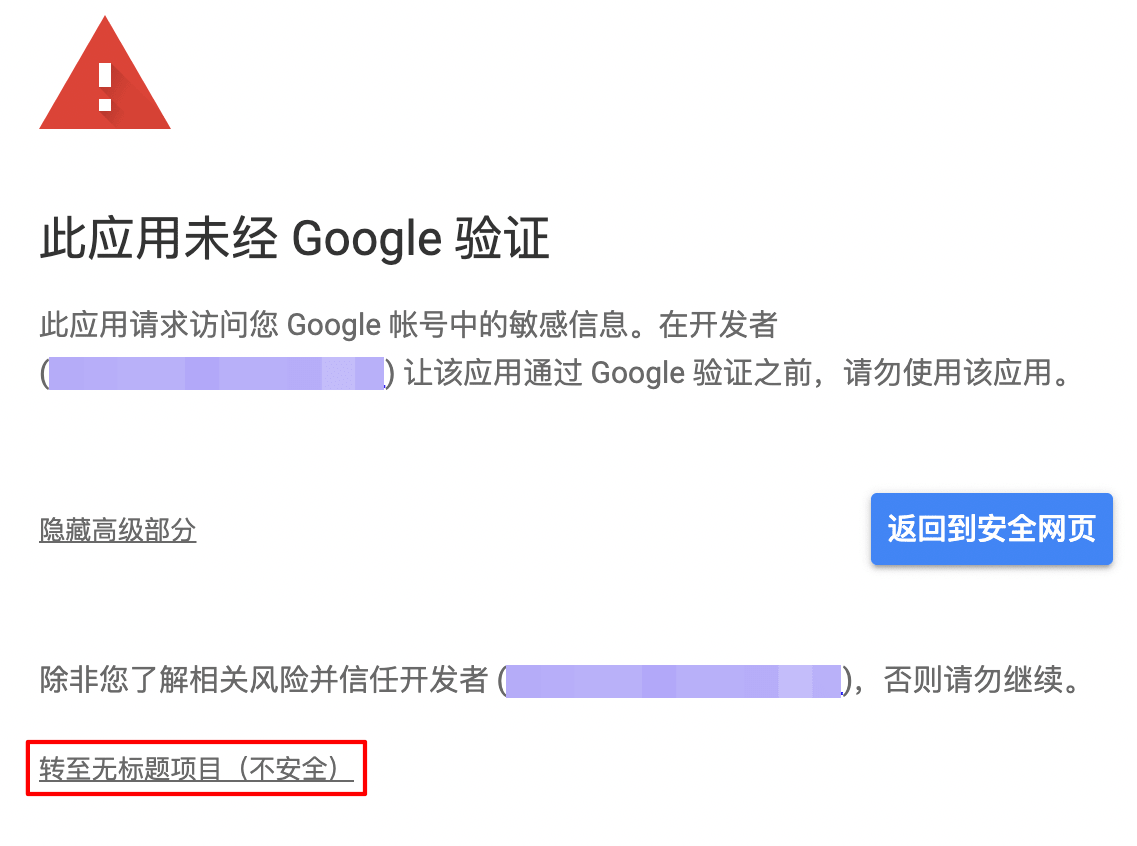 此应用未经 Google 验证
此应用请求访问您 Google 帐号中的敏感信息。在开发者
() 让该应用通过 Google 验证之前，请勿使用该应用。
隐藏高级部分
返回到安全网页
除非您了解相关风险并信任开发者 ()，否则请勿继续。
转至无标题项目（不安全）